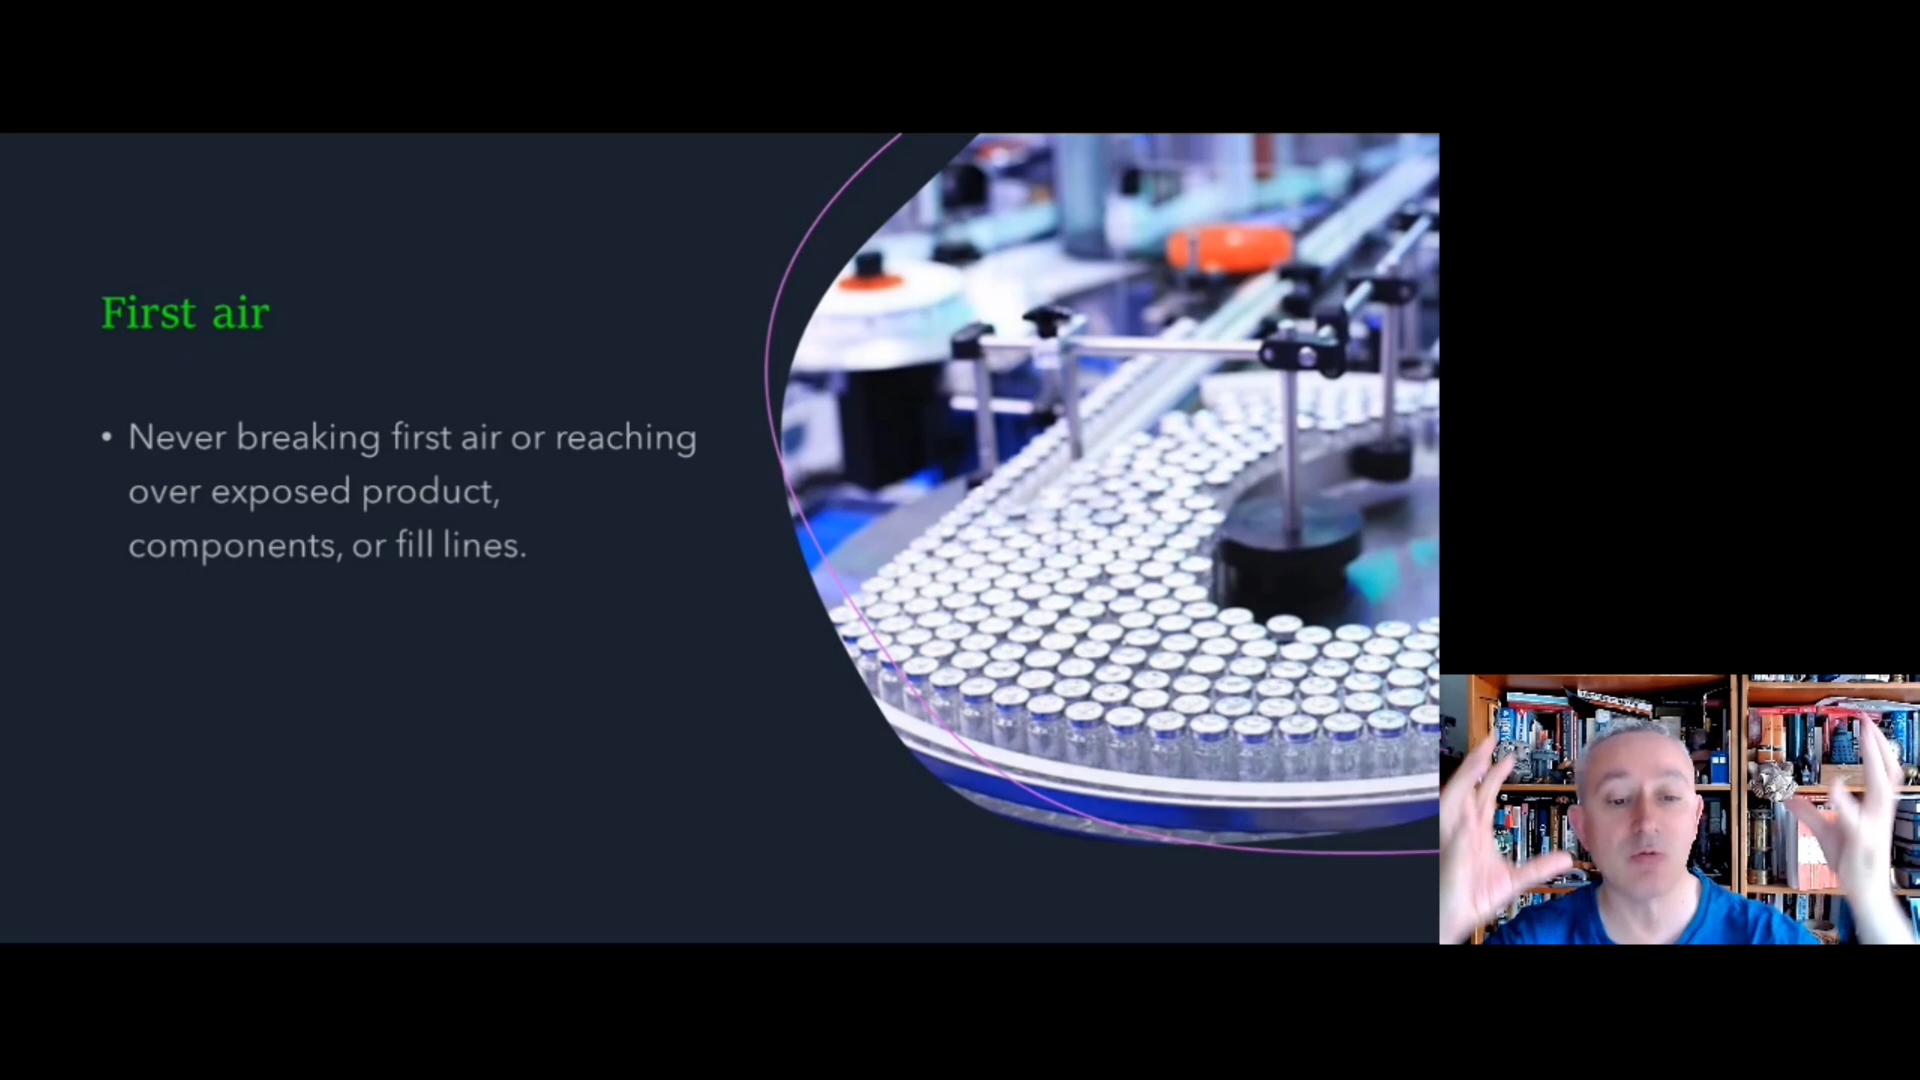 First air
• Never breaking first air or reaching
over exposed product,
components, or fill lines.